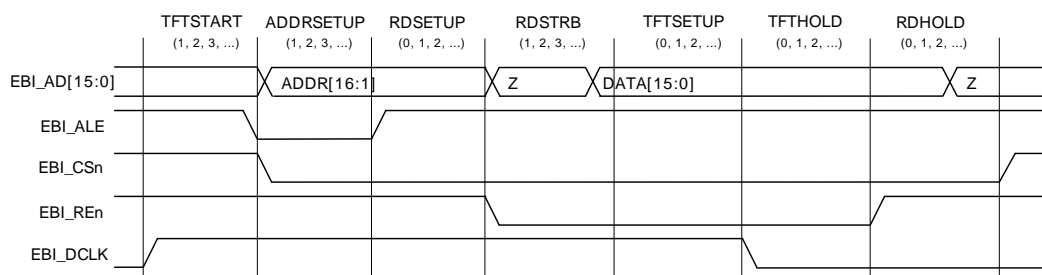 TFTSTART ADDRSETUP RDSETUP RDSTRB TFTSETUP TFTHOLD RDHOLD
(1, 2, 3, ...) (1, 2, 3, ...) (0, 1, 2, ...) (1, 2, 3, ...) (0, 1, 2, ...) (0, 1, 2, ...) (0, 1, 2, ...)
EBI_AD[15:0] ADDR[16:1] Z DATA[15:0] Z
EBI_ALE
EBI_CSn
EBI_REn
EBI_DCLK